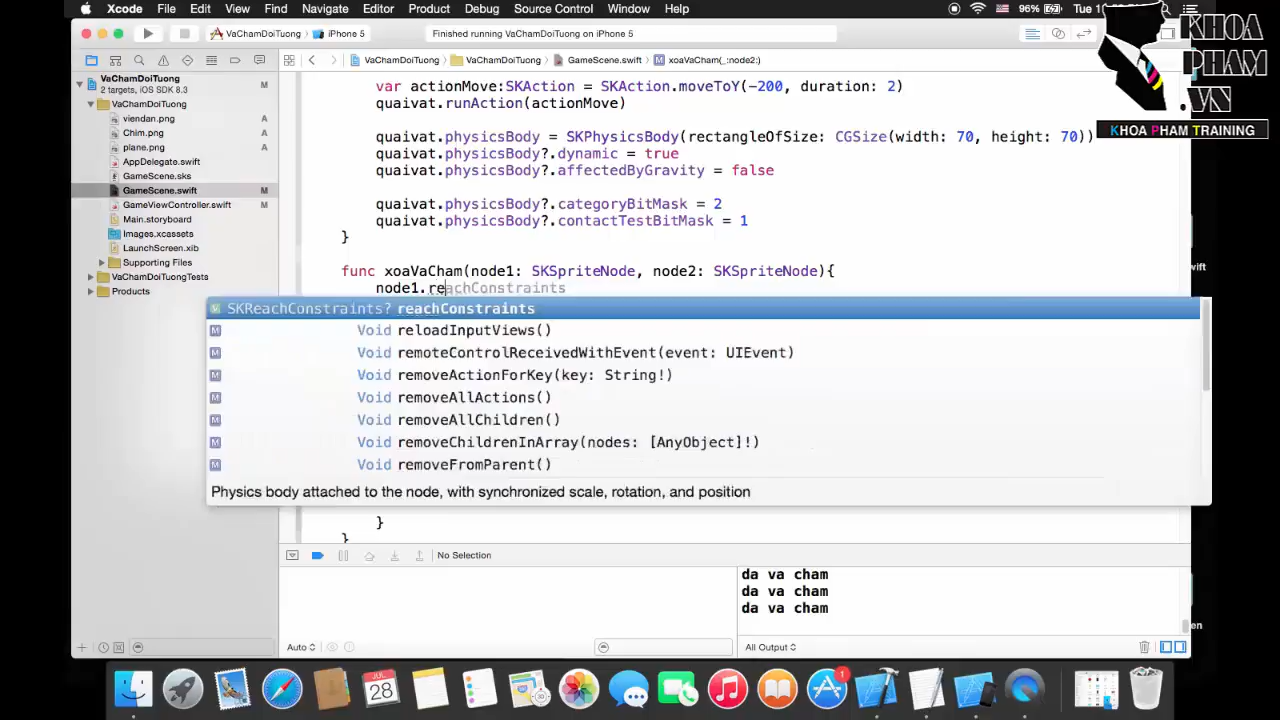 Xcode File Edit View Find Navigate Editor Product Debug Source Control Window Help 96% Tue 1
VaChamDoiTuong iPhone 5 Finished running VaChamDoiTuong on iPhone 5
KHOA
PHAM
.VN
KHOA PHAM TRAINING
VaChamDoiTuong VaChamDoiTuong GameScene.swift M xoaVaCham(_:node2:)
VaChamDoiTuong M
2 targets, iOS SDK 8.3
VaChamDoiTuong
viendan.png A
Chim.png A
plane.png A
AppDelegate.swift
GameScene.sks
GameScene.swift M
GameViewController.swift M
Main.storyboard
Images.xcassets
LaunchScreen.xib
Supporting Files
VaChamDoiTuongTests
Products
var actionMove:SKAction = SKAction.moveToY(-200, duration: 2)
quaivat.runAction(actionMove)
quaivat.physicsBody = SKPhysicsBody(rectangleOfSize: CGSize(width: 70, height: 70))
quaivat.physicsBody?.dynamic = true
quaivat.physicsBody?.affectedByGravity = false
quaivat.physicsBody?.categoryBitMask = 2
quaivat.physicsBody?.contactTestBitMask = 1
}
func xoaVaCham(node1: SKSpriteNode, node2: SKSpriteNode){
node1.reachConstraints
V SKReachConstraints? reachConstraints
M Void reloadInputViews()
M Void remoteControlReceivedWithEvent(event: UIEvent)
M Void removeActionForKey(key: String!)
M Void removeAllActions()
M Void removeAllChildren()
M Void removeChildrenInArray(nodes: [AnyObject]!)
M Void removeFromParent()
Physics body attached to the node, with synchronized scale, rotation, and position
}
}
No Selection
da va cham
da va cham
da va cham
Auto All Output
wift
en
JUL
28
30
1